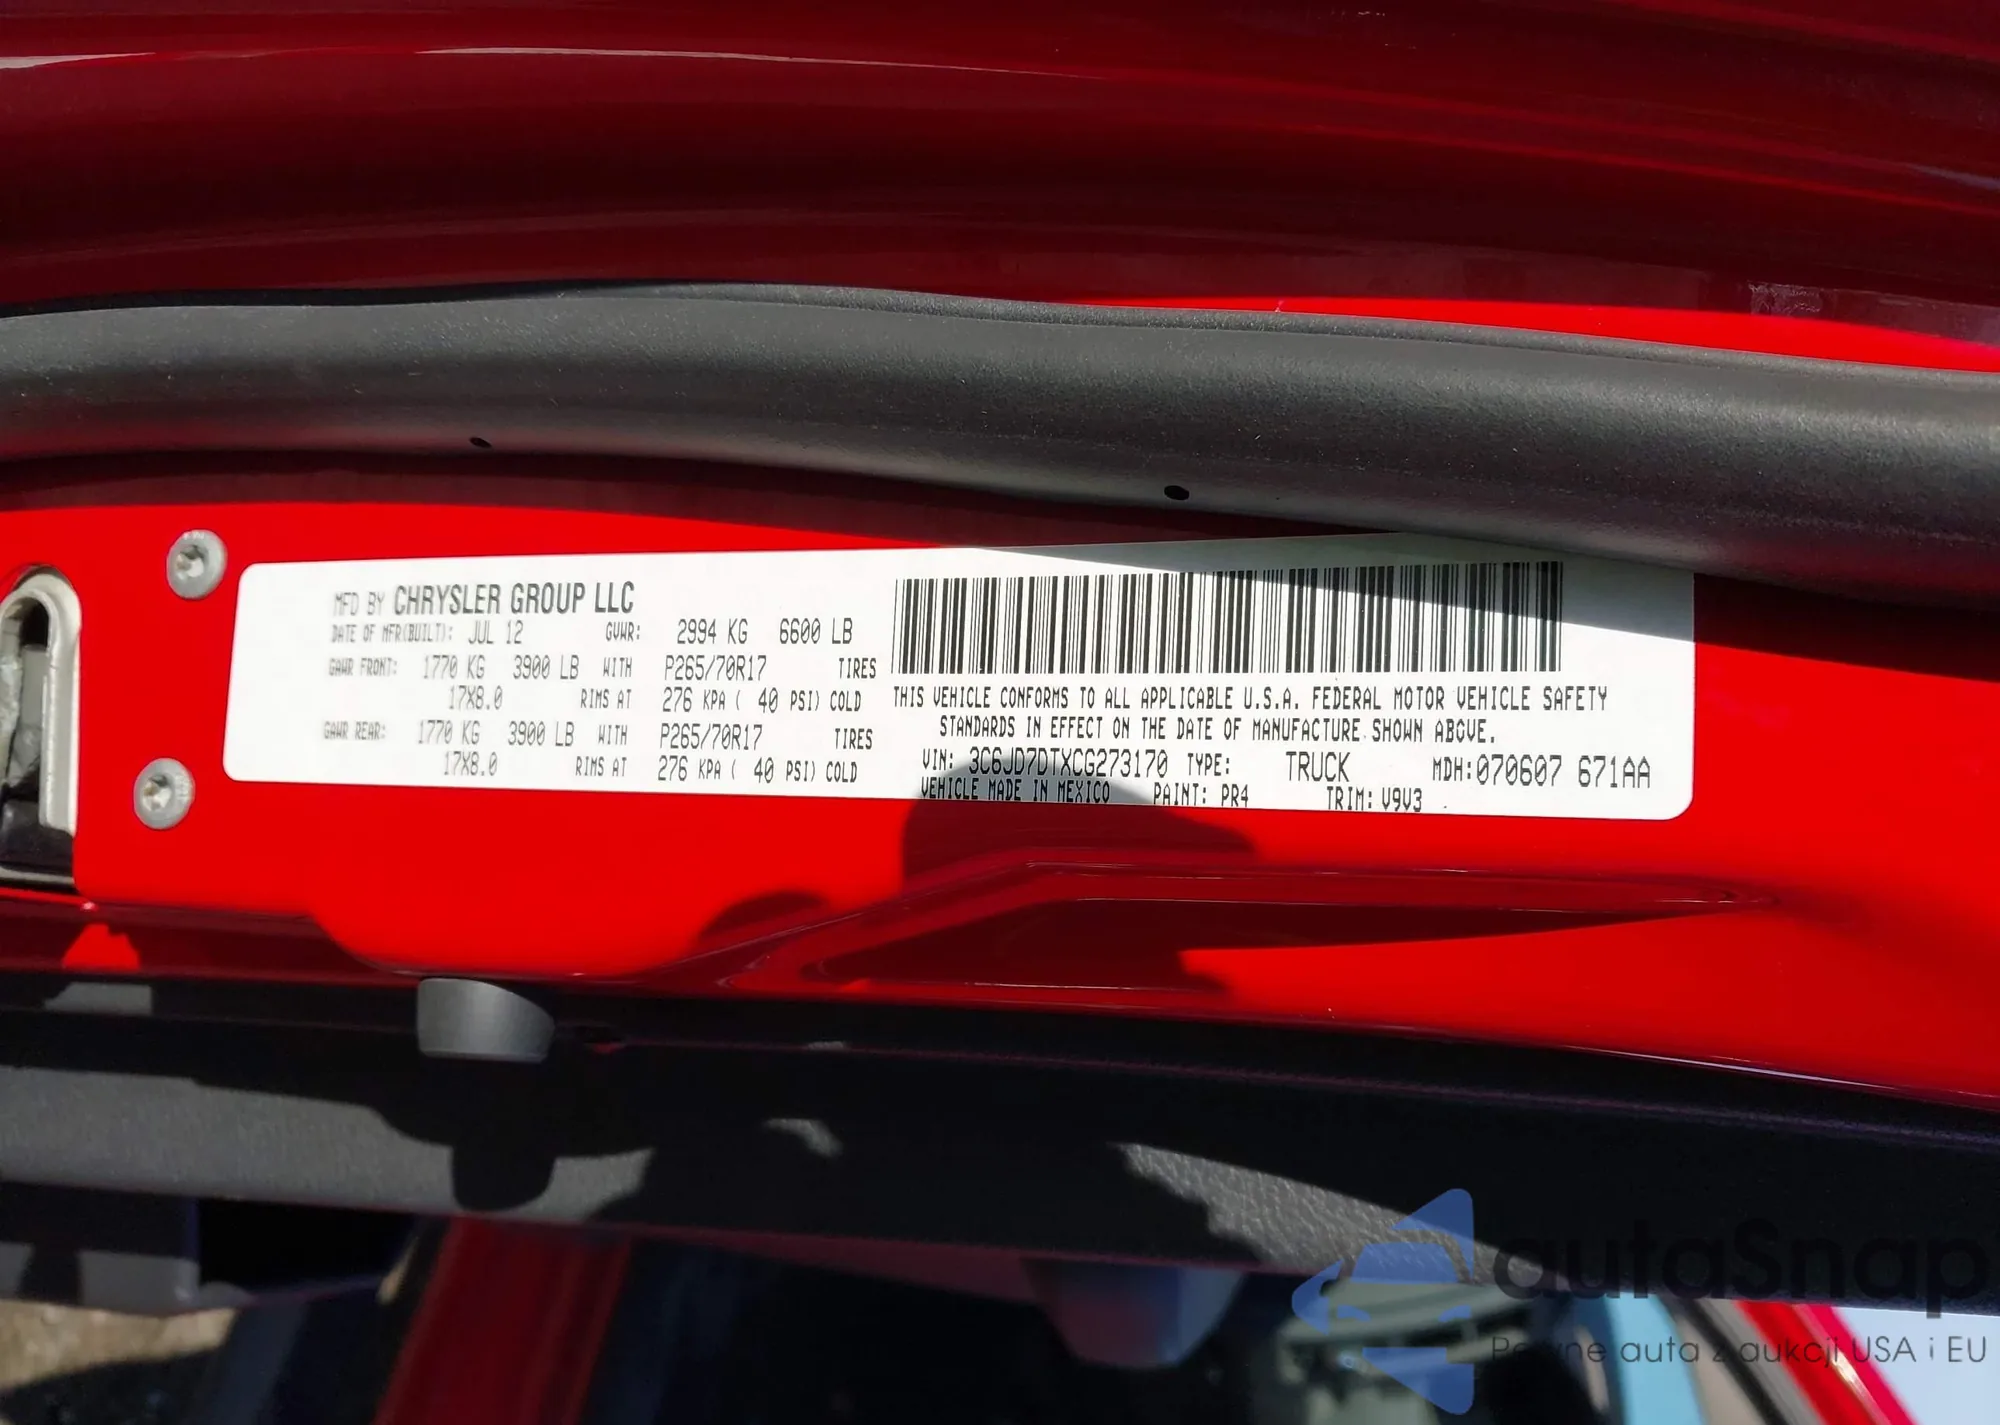 MFD BY CHRYSLER GROUP LLC
DATE OF MFR(BUILT): JUL 12 GVWR: 2994 KG 6600 LB
GAWR FRONT: 1770 KG 3900 LB WITH P265/70R17 TIRES
17X8.0 RIMS AT 276 KPA ( 40 PSI) COLD
GAWR REAR: 1770 KG 3900 LB WITH P265/70R17 TIRES
17X8.0 RIMS AT 276 KPA ( 40 PSI) COLD
THIS VEHICLE CONFORMS TO ALL APPLICABLE U.S.A. FEDERAL MOTOR VEHICLE SAFETY
STANDARDS IN EFFECT ON THE DATE OF MANUFACTURE SHOWN ABOVE.
VIN: 3C6JD7DTXCG273170 TYPE: TRUCK MDH:070607 671AA
VEHICLE MADE IN MEXICO PAINT: PR4 TRIM: V9V3
autaSnap
Pewne auta z aukcji USA i EU